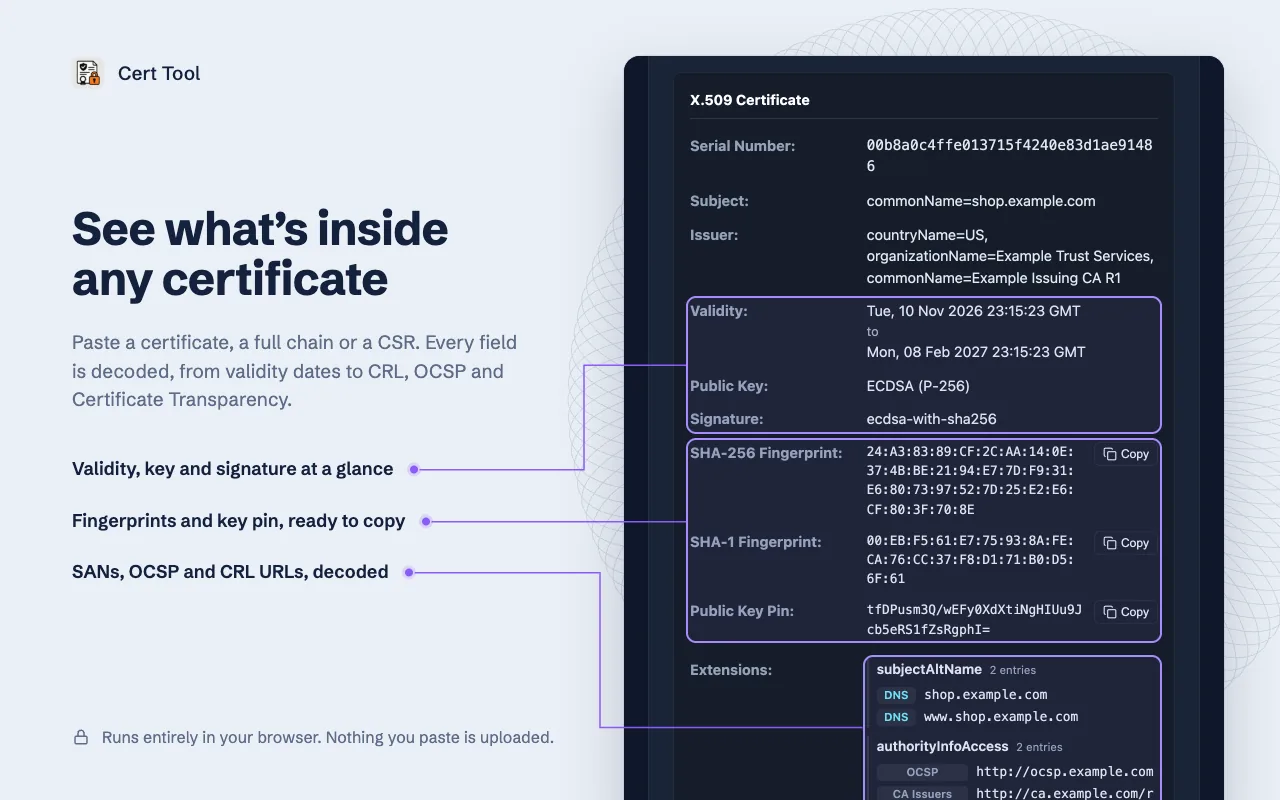 Cert Tool
See what's inside
any certificate
Paste a certificate, a full chain or a CSR. Every field
is decoded, from validity dates to CRL, OCSP and
Certificate Transparency.
Validity, key and signature at a glance
Fingerprints and key pin, ready to copy
SANs, OCSP and CRL URLs, decoded
Runs entirely in your browser. Nothing you paste is uploaded.
X.509 Certificate
Serial Number: 00b8a0c4ffe013715f4240e83d1ae9148
6
Subject: commonName=shop.example.com
Issuer: countryName=US,
organizationName=Example Trust Services,
commonName=Example Issuing CA R1
Validity: Tue, 10 Nov 2026 23:15:23 GMT
to
Mon, 08 Feb 2027 23:15:23 GMT
Public Key: ECDSA (P-256)
Signature: ecdsa-with-sha256
SHA-256 Fingerprint: 24:A3:83:89:CF:2C:AA:14:0E: Copy
37:4B:BE:21:94:E7:7D:F9:31:
E6:80:73:97:52:7D:25:E2:E6:
CF:80:3F:70:8E
SHA-1 Fingerprint: 00:EB:F5:61:E7:75:93:8A:FE: Copy
CA:76:CC:37:F8:D1:71:B0:D5:
6F:61
Public Key Pin: tfDPusm3Q/wEFy0XdXtiNgHIUu9J Copy
cb5eRS1fZsRgphI=
Extensions: subjectAltName 2 entries
DNS shop.example.com
DNS www.shop.example.com
authorityInfoAccess 2 entries
OCSP http://ocsp.example.com
CA Issuers http://ca.example.com/r